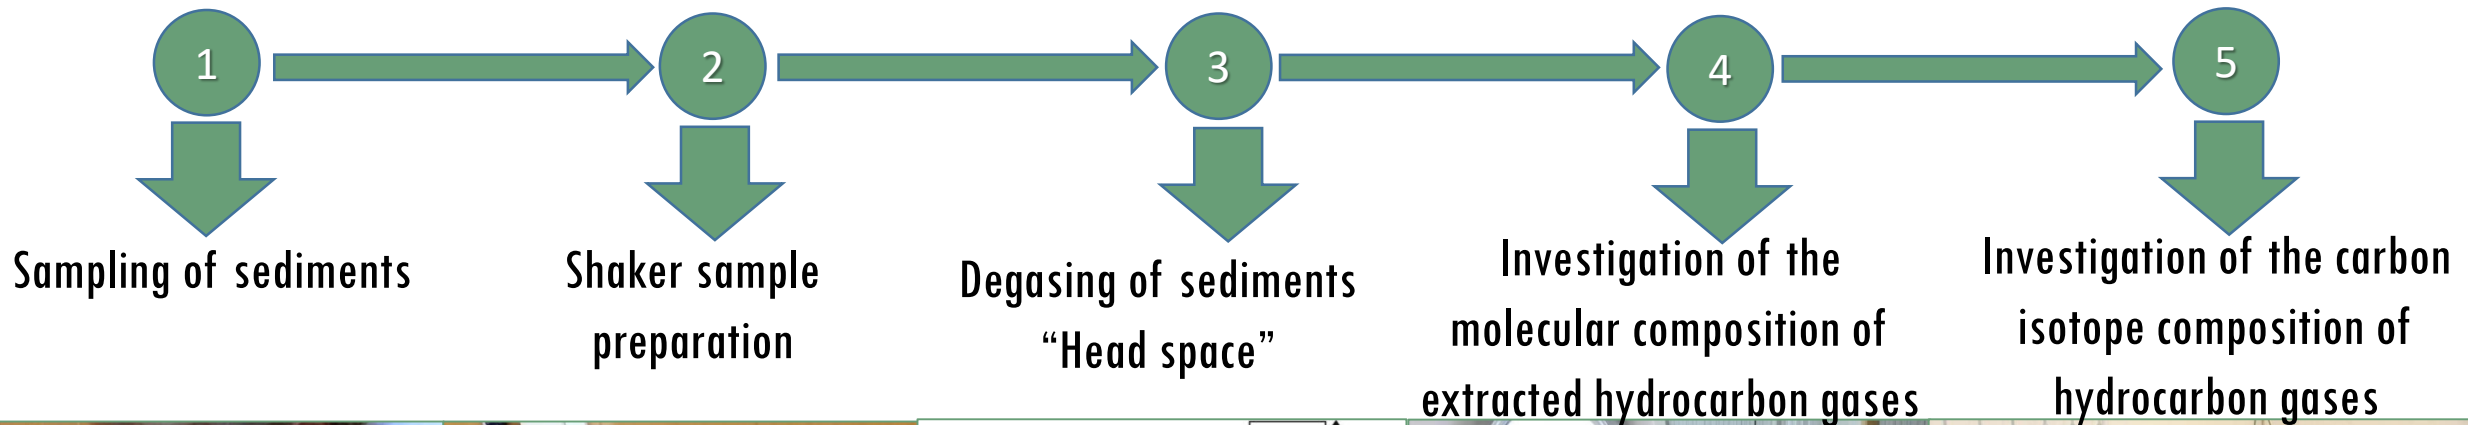 1
2
3
4
5
Sampling of sediments
Shaker sample
preparation
Degasing of sediments
“Head space”
Investigation of the
molecular composition of
extracted hydrocarbon gases
Investigation of the carbon
isotope composition of
hydrocarbon gases